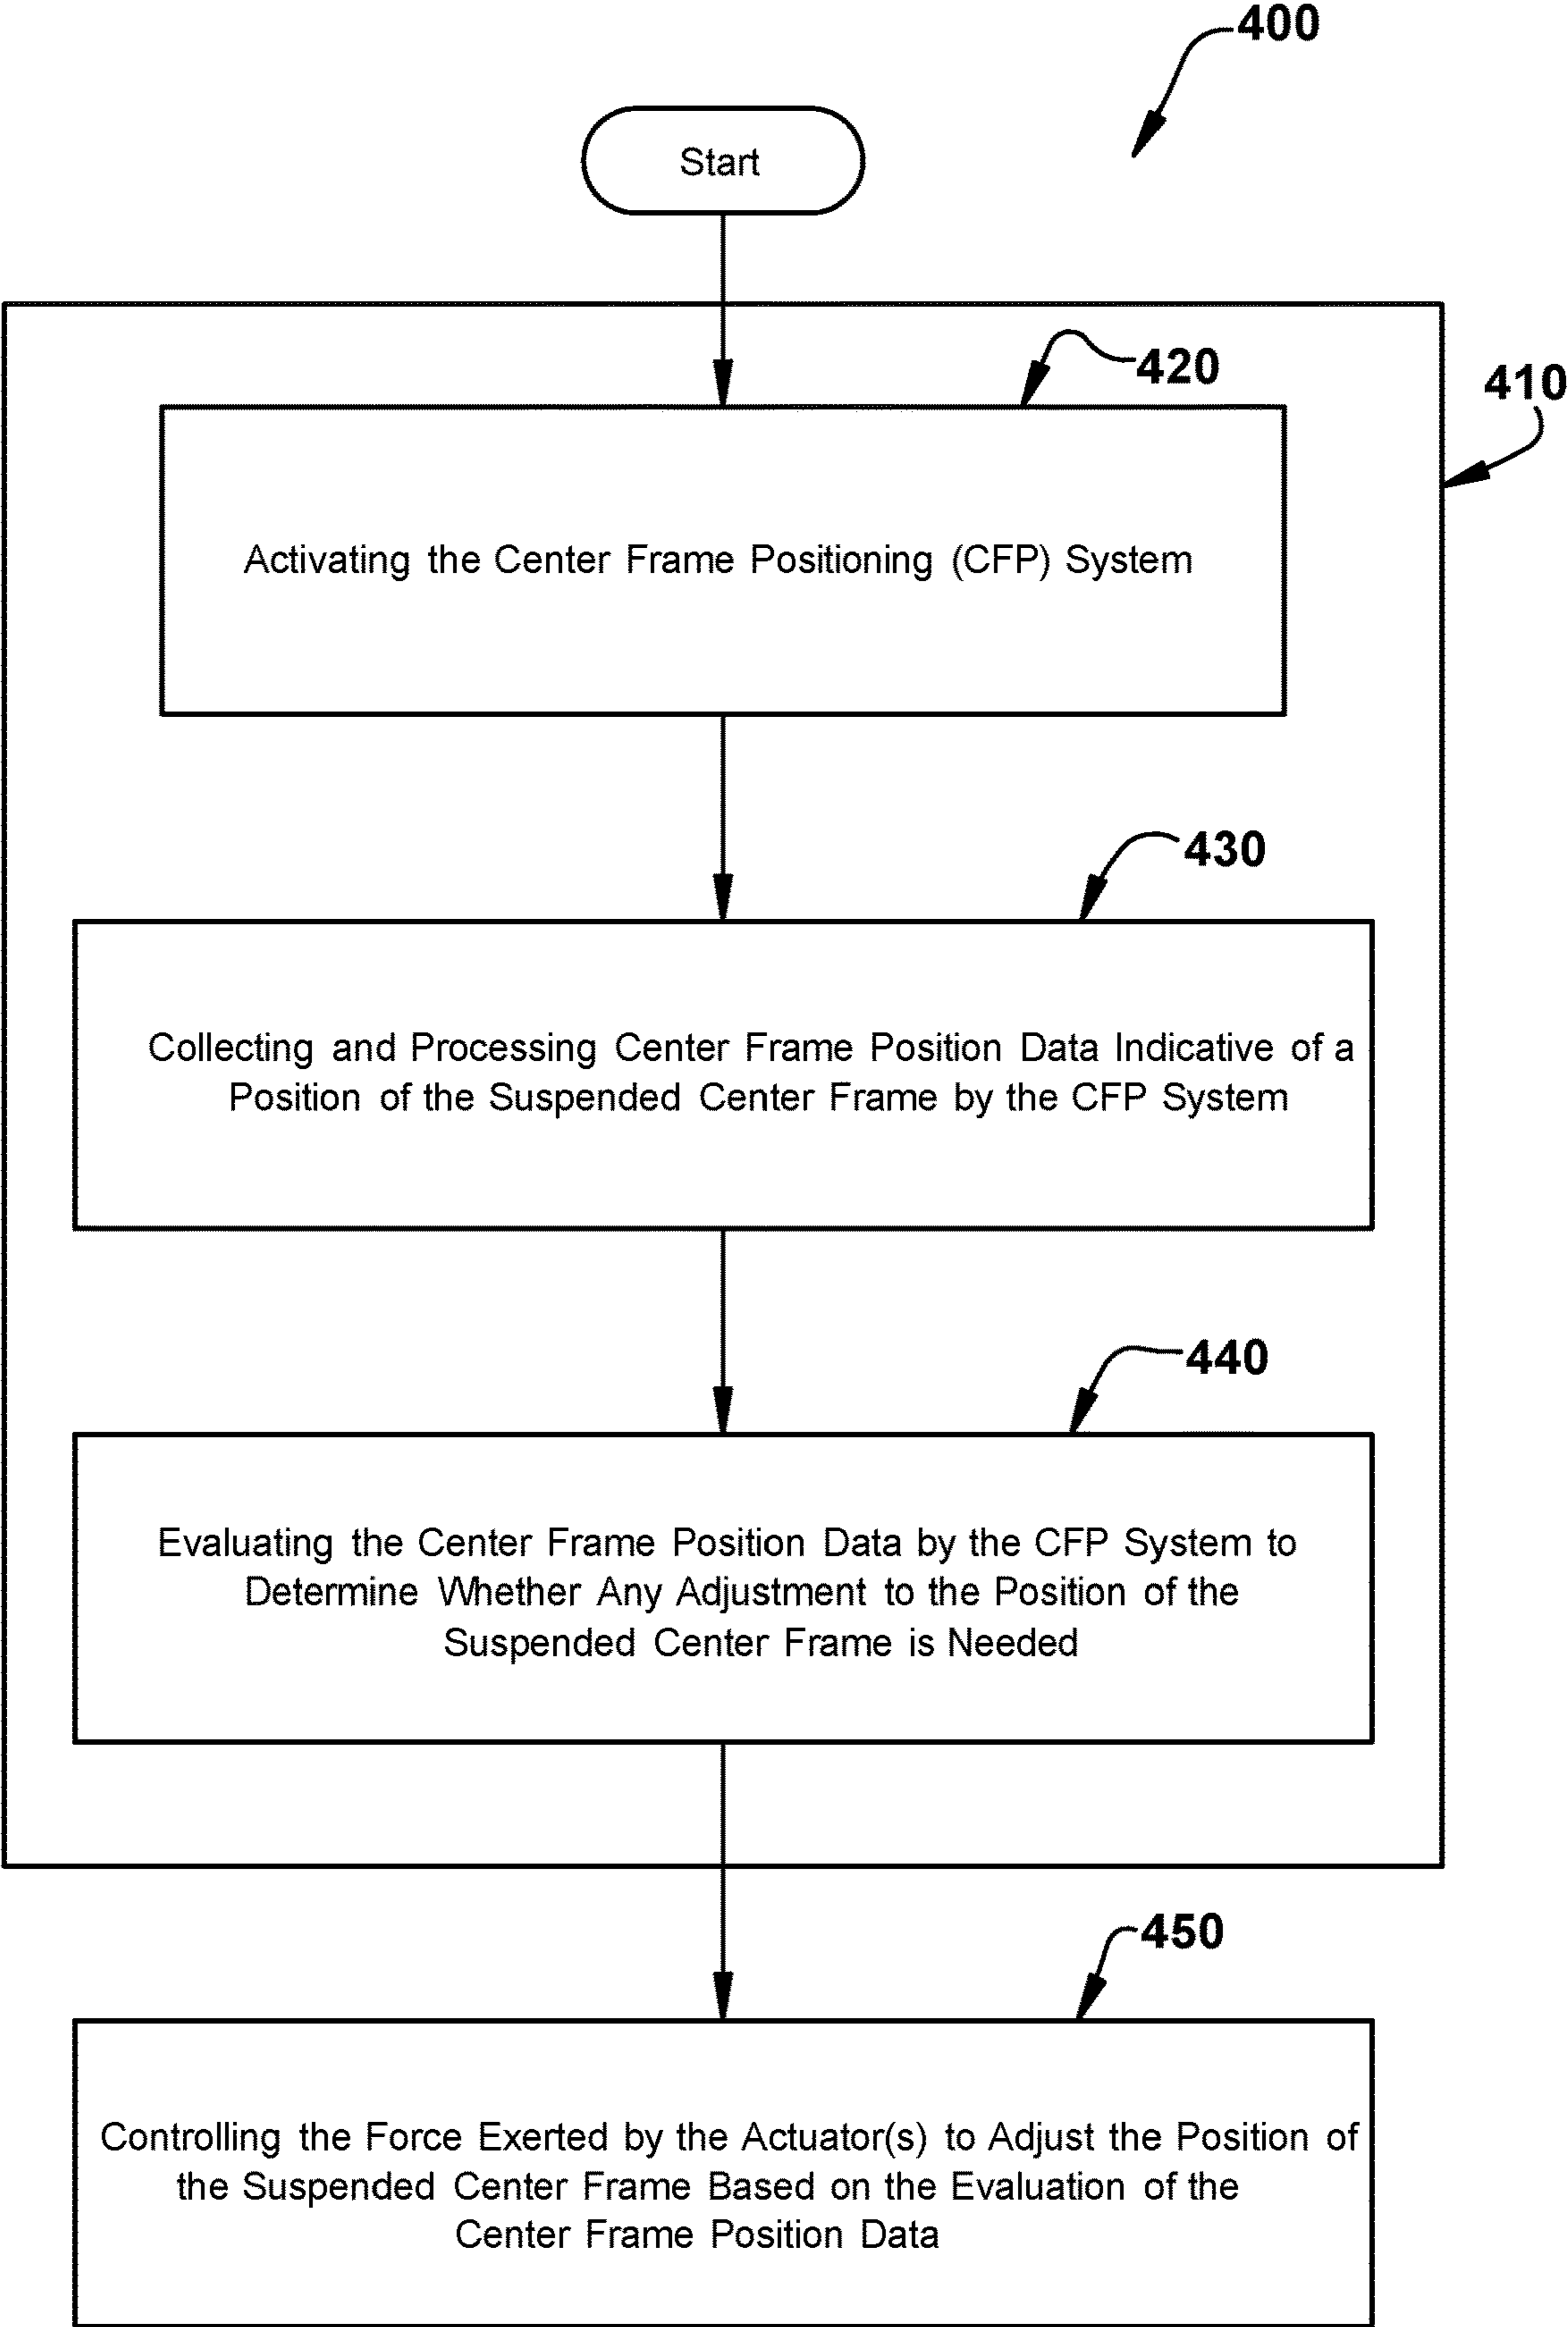 400
Start
420
410
Activating the Center Frame Positioning (CFP) System
430
Collecting and Processing Center Frame Position Data Indicative of a
Position of the Suspended Center Frame by the CFP System
440
Evaluating the Center Frame Position Data by the CFP System to
Determine Whether Any Adjustment to the Position of the
Suspended Center Frame is Needed
450
Controlling the Force Exerted by the Actuator(s) to Adjust the Position of
the Suspended Center Frame Based on the Evaluation of the
Center Frame Position Data